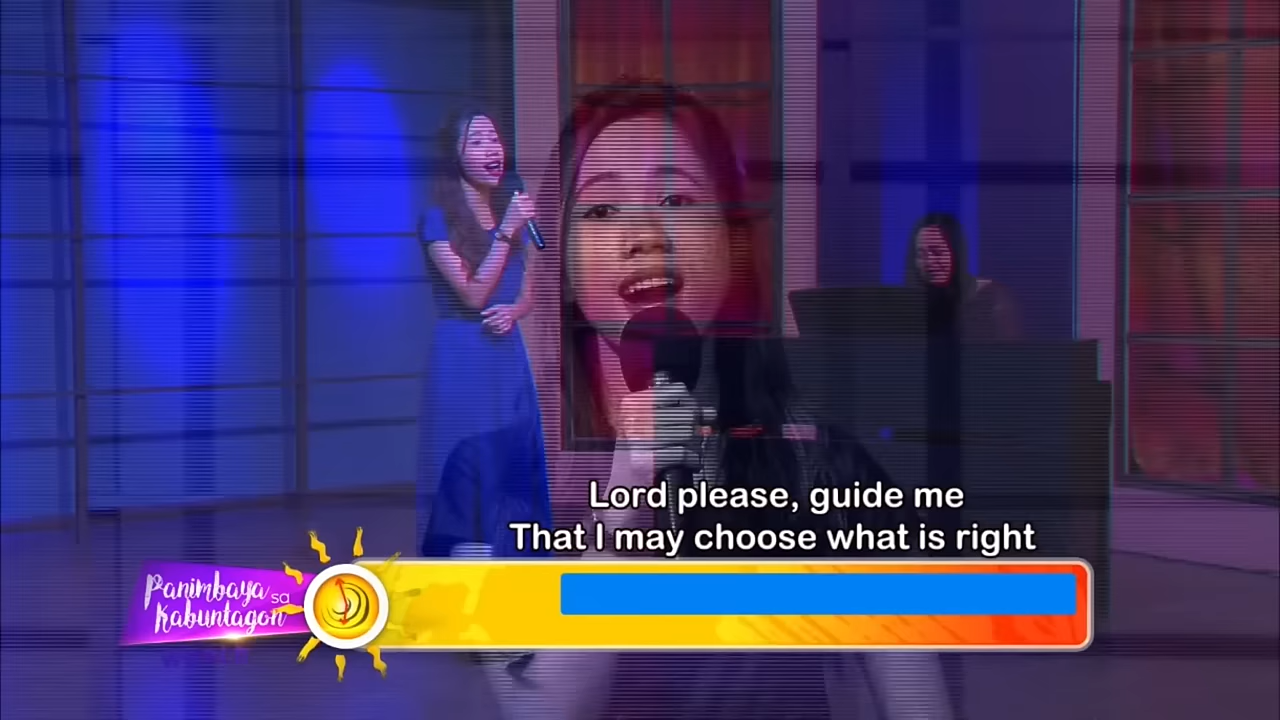 Lord please, guide me
That I may choose what is right
Panimbaya sa
Kabuntagon